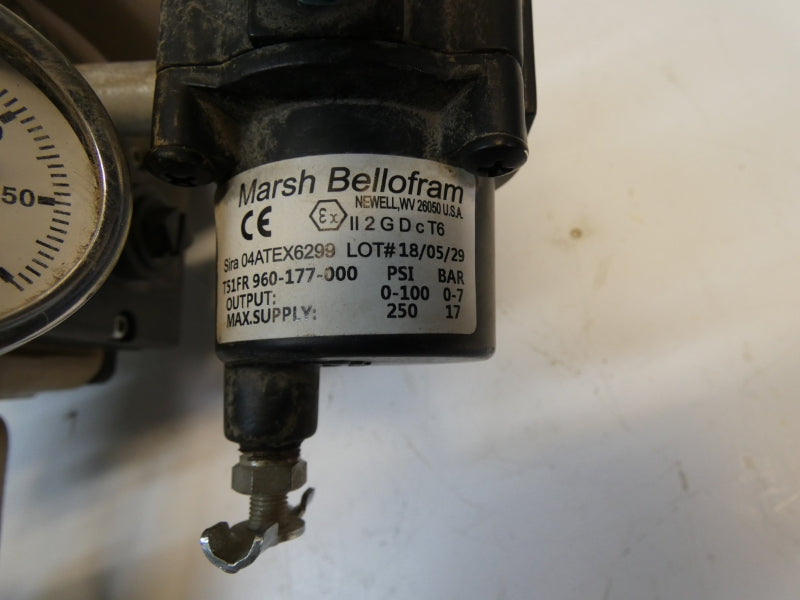 Marsh Bellofram
NEWELL,WV 26050 U.S.A.
CE Ex II 2 G D c T6
Sira 04ATEX6299 LOT# 18/05/29
T51FR 960-177-000 PSI BAR
OUTPUT: 0-100 0-7
MAX.SUPPLY: 250 17
50